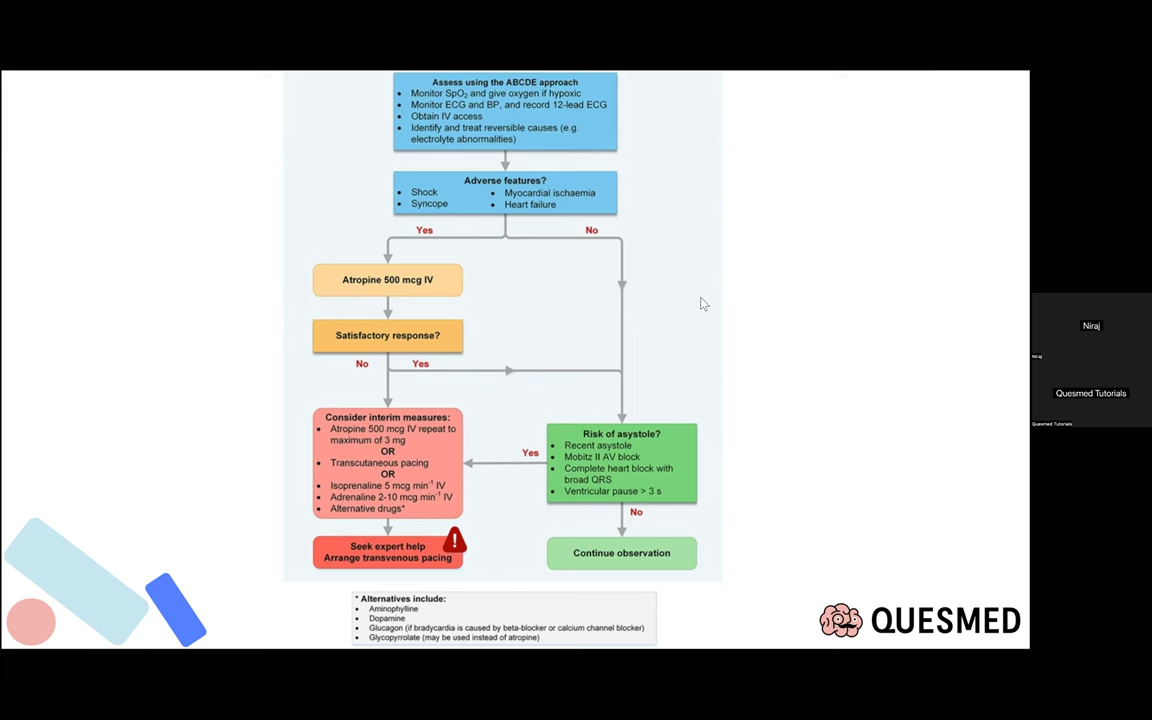 Assess using the ABCDE approach
• Monitor SpO₂ and give oxygen if hypoxic
• Monitor ECG and BP, and record 12-lead ECG
• Obtain IV access
• Identify and treat reversible causes (e.g.
electrolyte abnormalities)
Adverse features?
• Shock
• Syncope
• Myocardial ischaemia
• Heart failure
Yes
No
Atropine 500 mcg IV
Satisfactory response?
No
Yes
Consider interim measures:
• Atropine 500 mcg IV repeat to
maximum of 3 mg
OR
• Transcutaneous pacing
OR
• Isoprenaline 5 mcg min⁻¹ IV
• Adrenaline 2-10 mcg min⁻¹ IV
• Alternative drugs*
Yes
Risk of asystole?
• Recent asystole
• Mobitz II AV block
• Complete heart block with
broad QRS
• Ventricular pause > 3 s
No
Seek expert help
Arrange transvenous pacing
!
Continue observation
* Alternatives include:
• Aminophylline
• Dopamine
• Glucagon (if bradycardia is caused by beta-blocker or calcium channel blocker)
• Glycopyrrolate (may be used instead of atropine)
QUESMED
Niraj
Niraj
Quesmed Tutorials
Quesmed Tutorials